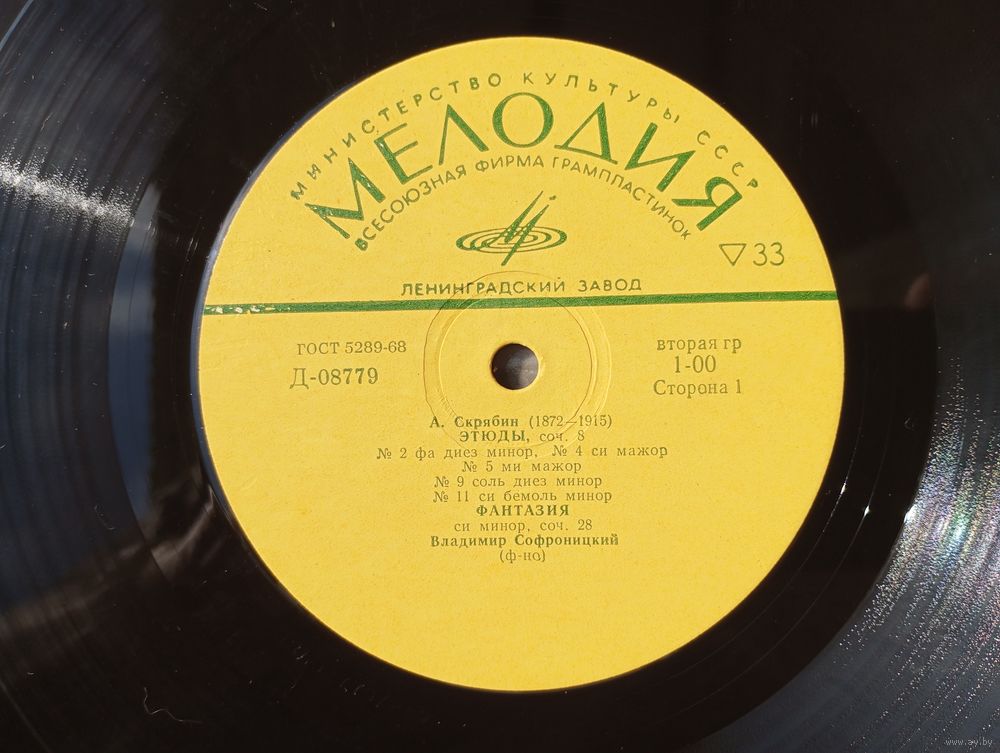 МИНИСТЕРСТВО КУЛЬТУРЫ СССР
МЕЛОДИЯ
ВСЕСОЮЗНАЯ ФИРМА ГРАМПЛАСТИНОК
33
ЛЕНИНГРАДСКИЙ ЗАВОД
ГОСТ 5289-68
Д-08779
вторая гр
1-00
Сторона 1
А. Скрябин (1872—1915)
ЭТЮДЫ, соч. 8
№ 2 фа диез минор, № 4 си мажор
№ 5 ми мажор
№ 9 соль диез минор
№ 11 си бемоль минор
ФАНТАЗИЯ
си минор, соч. 28
Владимир Софроницкий
(ф-но)
www.ay.by